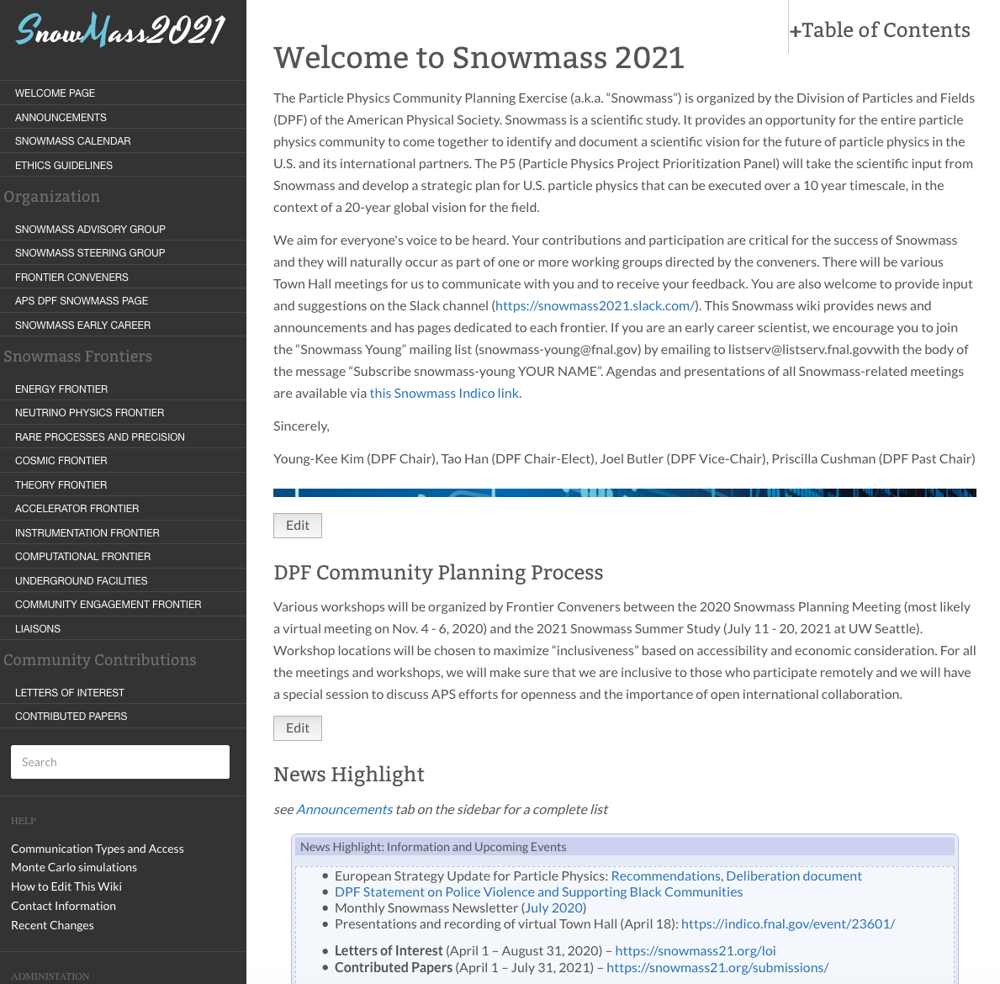 SnowMass2021
WELCOME PAGE
ANNOUNCEMENTS
SNOWMASS CALENDAR
ETHICS GUIDELINES
Organization
SNOWMASS ADVISORY GROUP
SNOWMASS STEERING GROUP
FRONTIER CONVENERS
APS DPF SNOWMASS PAGE
SNOWMASS EARLY CAREER
Snowmass Frontiers
ENERGY FRONTIER
NEUTRINO PHYSICS FRONTIER
RARE PROCESSES AND PRECISION
COSMIC FRONTIER
THEORY FRONTIER
ACCELERATOR FRONTIER
INSTRUMENTATION FRONTIER
COMPUTATIONAL FRONTIER
UNDERGROUND FACILITIES
COMMUNITY ENGAGEMENT FRONTIER
LIAISONS
Community Contributions
LETTERS OF INTEREST
CONTRIBUTED PAPERS
Search
HELP
Communication Types and Access
Monte Carlo simulations
How to Edit This Wiki
Contact Information
Recent Changes
ADMINISTATION
+Table of Contents
Welcome to Snowmass 2021
The Particle Physics Community Planning Exercise (a.k.a. “Snowmass”) is organized by the Division of Particles and Fields
(DPF) of the American Physical Society. Snowmass is a scientific study. It provides an opportunity for the entire particle
physics community to come together to identify and document a scientific vision for the future of particle physics in the
U.S. and its international partners. The P5 (Particle Physics Project Prioritization Panel) will take the scientific input from
Snowmass and develop a strategic plan for U.S. particle physics that can be executed over a 10 year timescale, in the
context of a 20-year global vision for the field.
We aim for everyone's voice to be heard. Your contributions and participation are critical for the success of Snowmass
and they will naturally occur as part of one or more working groups directed by the conveners. There will be various
Town Hall meetings for us to communicate with you and to receive your feedback. You are also welcome to provide input
and suggestions on the Slack channel (https://snowmass2021.slack.com/). This Snowmass wiki provides news and
announcements and has pages dedicated to each frontier. If you are an early career scientist, we encourage you to join
the “Snowmass Young” mailing list (snowmass-young@fnal.gov) by emailing to listserv@listserv.fnal.govwith the body of
the message “Subscribe snowmass-young YOUR NAME”. Agendas and presentations of all Snowmass-related meetings
are available via this Snowmass Indico link.
Sincerely,
Young-Kee Kim (DPF Chair), Tao Han (DPF Chair-Elect), Joel Butler (DPF Vice-Chair), Priscilla Cushman (DPF Past Chair)
Edit
DPF Community Planning Process
Various workshops will be organized by Frontier Conveners between the 2020 Snowmass Planning Meeting (most likely
a virtual meeting on Nov. 4 - 6, 2020) and the 2021 Snowmass Summer Study (July 11 - 20, 2021 at UW Seattle).
Workshop locations will be chosen to maximize “inclusiveness” based on accessibility and economic consideration. For all
the meetings and workshops, we will make sure that we are inclusive to those who participate remotely and we will have
a special session to discuss APS efforts for openness and the importance of open international collaboration.
Edit
News Highlight
see Announcements tab on the sidebar for a complete list
News Highlight: Information and Upcoming Events
• European Strategy Update for Particle Physics: Recommendations, Deliberation document
• DPF Statement on Police Violence and Supporting Black Communities
• Monthly Snowmass Newsletter (July 2020)
• Presentations and recording of virtual Town Hall (April 18): https://indico.fnal.gov/event/23601/
• Letters of Interest (April 1 – August 31, 2020) – https://snowmass21.org/loi
• Contributed Papers (April 1 – July 31, 2021) – https://snowmass21.org/submissions/